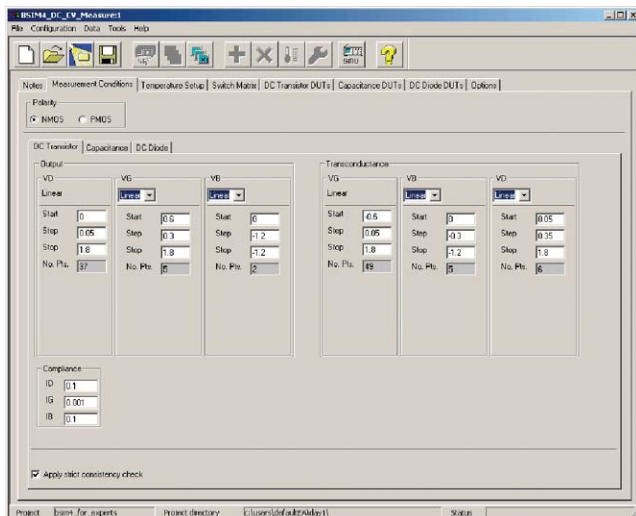 BSIM4_DC_CV_Measure:1
File Configuration Data Tools Help
SMU
Notes Measurement Conditions Temperature Setup Switch Matrix DC Transistor DUTs Capacitance DUTs DC Diode DUTs Options
Polarity
NMOS PMOS
DC Transistor Capacitance DC Diode
Output Transconductance
VD VG VB VG VB VD
Linear Linear Linear Linear Linear Linear
Start 0 Start 0.6 Start 0 Start -0.6 Start 0 Start 0.05
Step 0.05 Step 0.3 Step -1.2 Step 0.05 Step -0.3 Step 0.35
Stop 1.8 Stop 1.8 Stop -1.2 Stop 1.8 Stop -1.2 Stop 1.8
No. Pts. 37 No. Pts. 5 No. Pts. 2 No. Pts. 49 No. Pts. 5 No. Pts. 6
Compliance
ID 0.1
IG 0.001
IB 0.1
Apply strict consistency check
Project bsim4_for_experts Project directory c:\users\defaultEA\day1\ Status